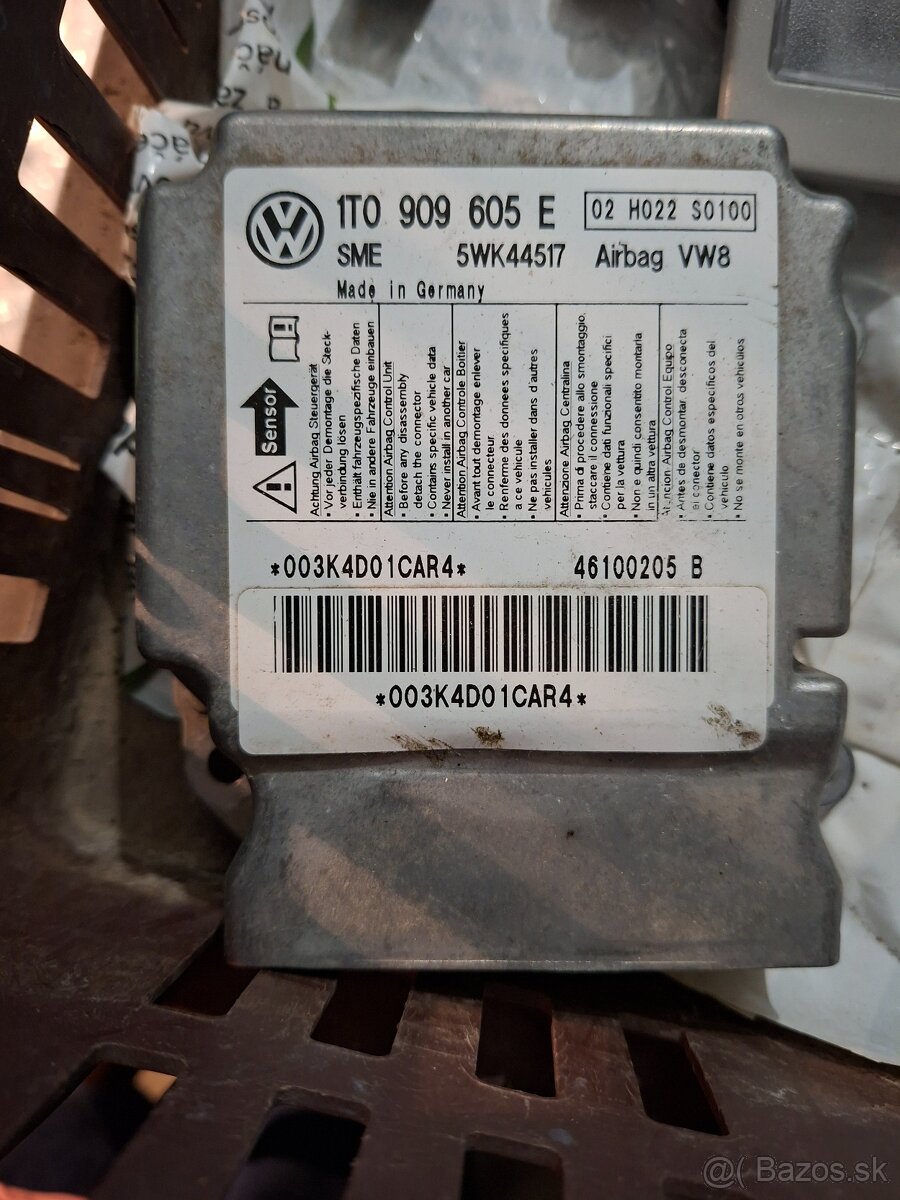 1T0 909 605 E
02 H022 S0100
SME
5WK44517
Airbag VW8
Made in Germany
Sensor
Achtung Airbag Steuergerät
• Vor jeder Demontage die Steck-
verbindung lösen
• Enthält fahrzeugspezifische Daten
• Nie in andere Fahrzeuge einbauen
Attention Airbag Control Unit
• Before any disassembly
detach the connector
• Contains specific vehicle data
• Never install in another car
Attention Airbag Controle Boitier
• Avant tout demontage enlever
le connecteur.
• Renferme des donnees specifiques
a ce vehicule
• Ne pas installer dans d'autres
vehicules
Attenzione Airbag Centralina
• Prima di procedere allo smontaggio,
staccare il connessione
• Contiene dati funzionali specifici
per la vettura
• Non e quindi consentito montarla
in un altra vettura
Airbag Control Equipo
• Antes de desmontar desconecta
el conector
• Contiene datos especificos del
vehiculo
• No se monte en otros vehiculos
*003K4D01CAR4*
46100205 B
*003K4D01CAR4*
@( Bazos.sk